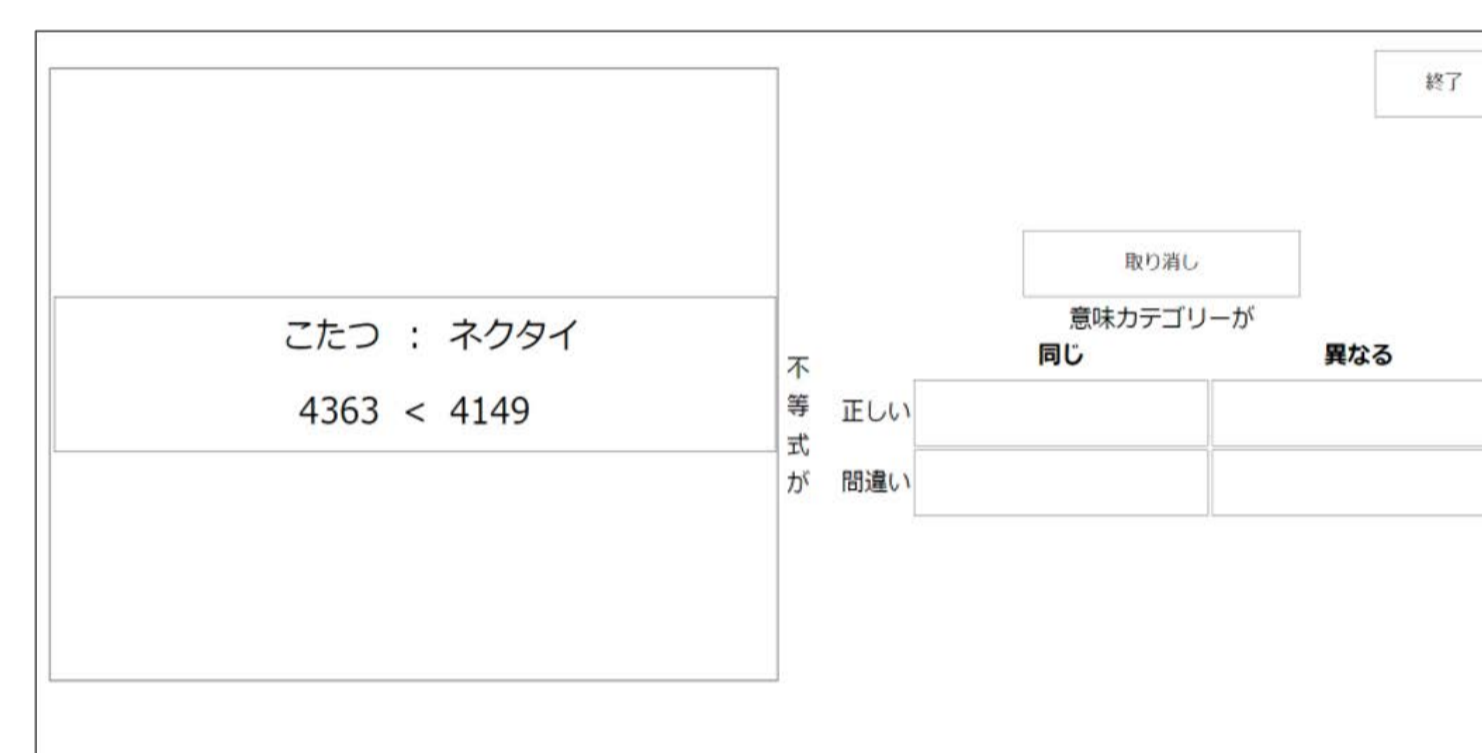 終了
取り消し
意味カテゴリーが
同じ 異なる
こたつ : ネクタイ
4363 < 4149
不等式が
正しい
間違い